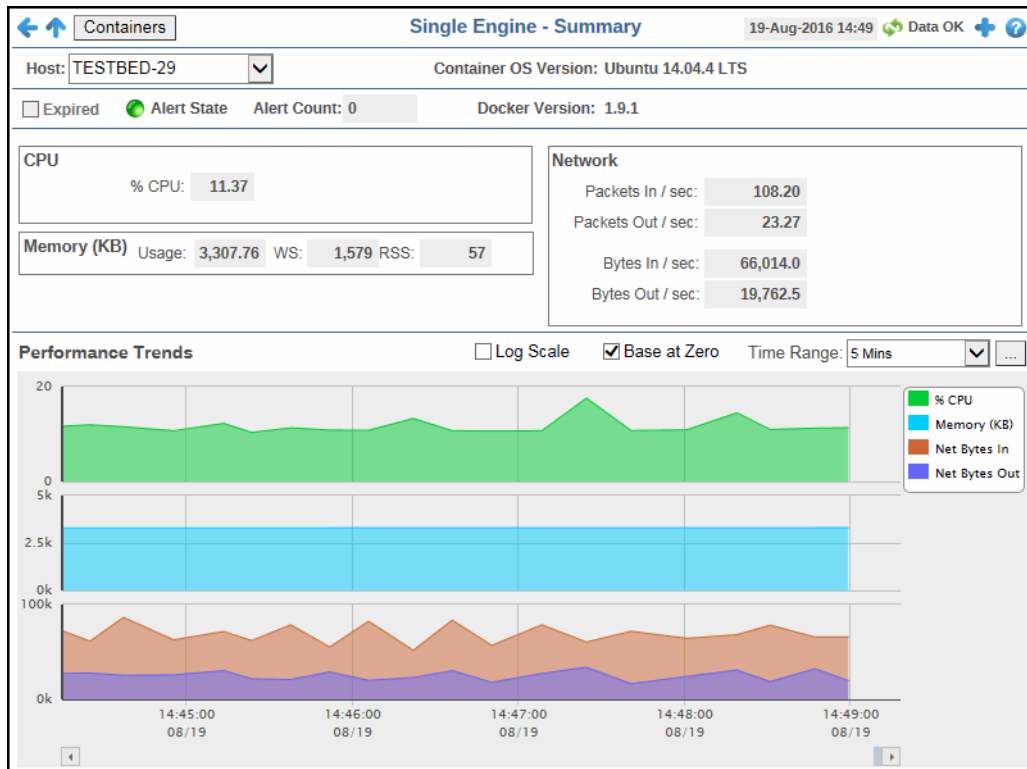 Containers Single Engine - Summary 19-Aug-2016 14:49 Data OK
Host: TESTBED-29 Container OS Version: Ubuntu 14.04.4 LTS
Expired Alert State Alert Count: 0 Docker Version: 1.9.1
CPU
% CPU: 11.37
Memory (KB) Usage: 3,307.76 WS: 1,579 RSS: 57
Network
Packets In / sec: 108.20
Packets Out / sec: 23.27
Bytes In / sec: 66,014.0
Bytes Out / sec: 19,762.5
Performance Trends Log Scale Base at Zero Time Range: 5 Mins ...
20
0
5k
2.5k
0k
100k
0k
% CPU
Memory (KB)
Net Bytes In
Net Bytes Out
14:45:00 14:46:00 14:47:00 14:48:00 14:49:00
08/19 08/19 08/19 08/19 08/19